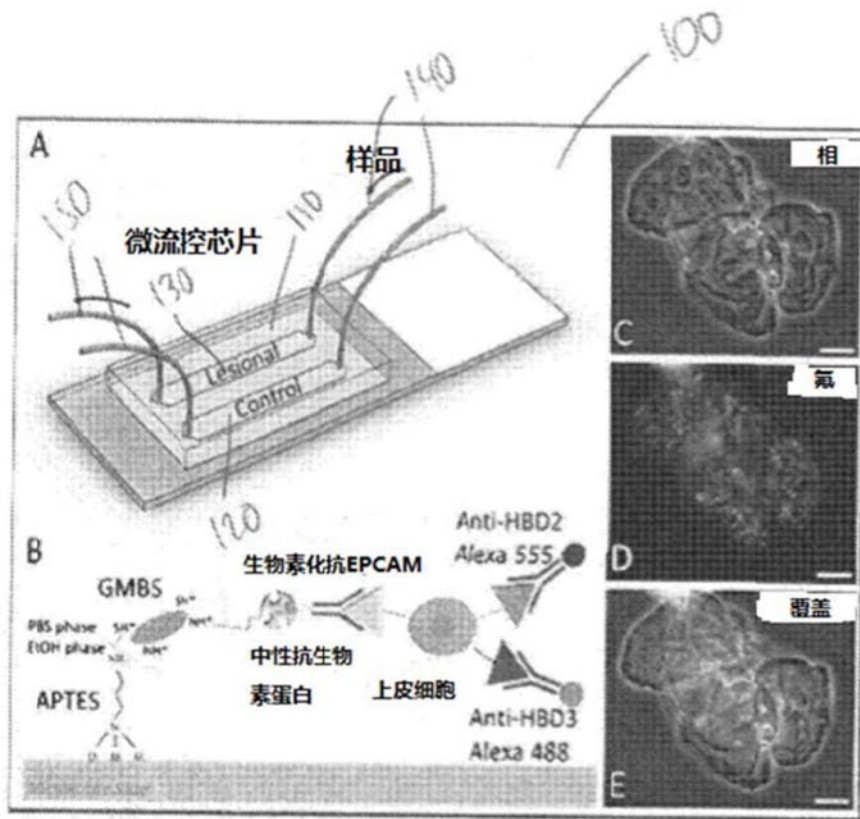 100
140
A
样品
相
150
110
微流控芯片
130
Lesional
Control
C
氟
120
B
Anti-HBD2
Alexa 555
D
生物素化抗EPCAM
GMBS
覆盖
PBS phase
EtOH phase
中性抗生物
素蛋白
上皮细胞
APTES
Anti-HBD3
Alexa 488
E